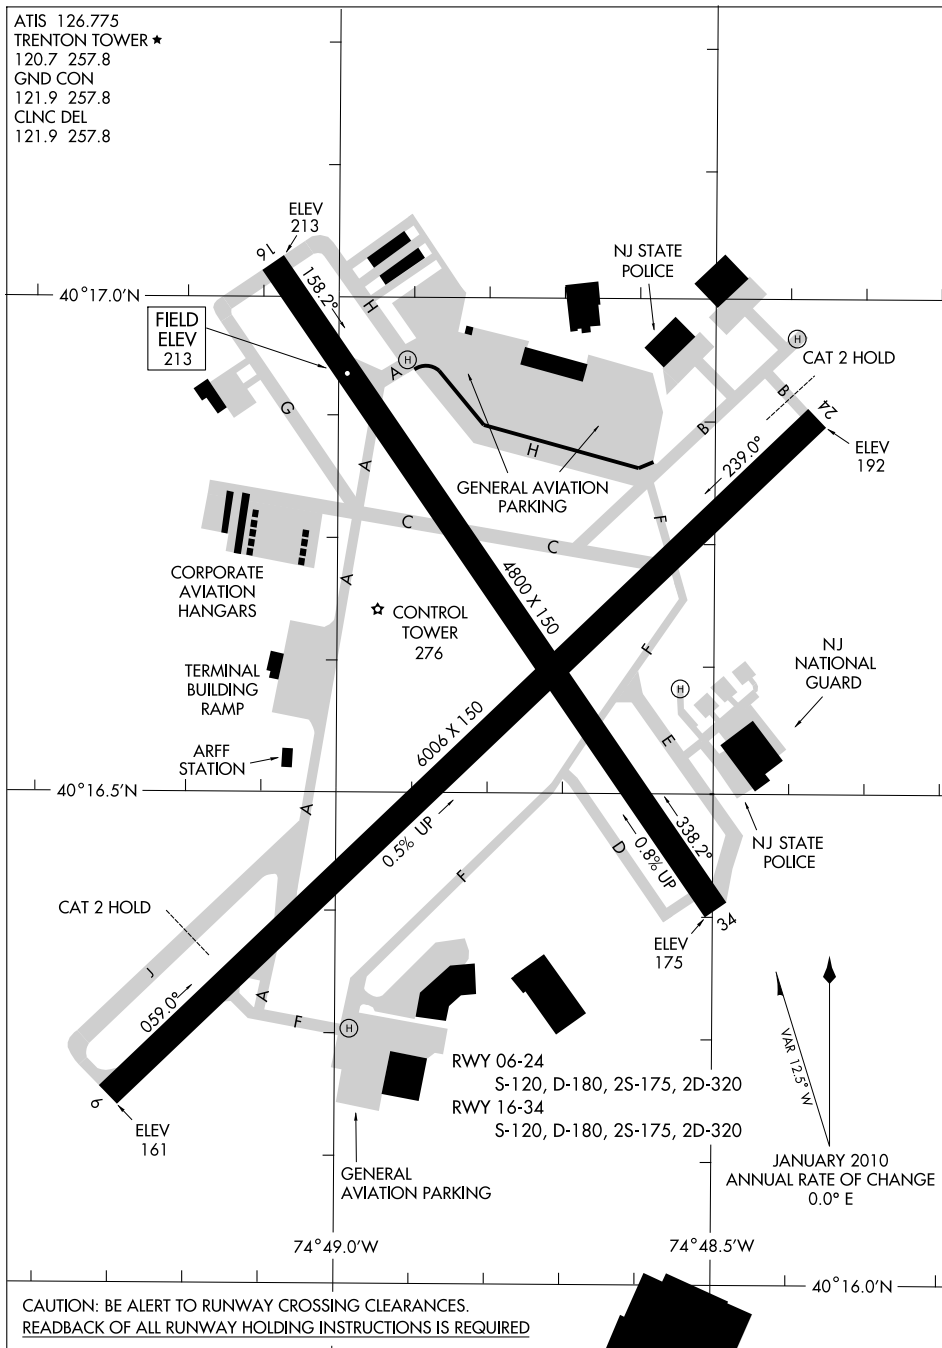 ATIS 126.775
TRENTON TOWER★
120.7 257.8
GND CON
121.9 257.8
CLNC DEL
121.9 257.8
ELEV
213
16
158.2°
NJ STATE
POLICE
40°17.0'N
H
FIELD
ELEV
213
H
H
CAT 2 HOLD
A
B
G
B
24
239.0°
ELEV
192
A
H
GENERAL AVIATION
PARKING
C
F
C
CORPORATE
AVIATION
HANGARS
A
4800 X 150
CONTROL
TOWER
276
F
NJ
NATIONAL
GUARD
TERMINAL
BUILDING
RAMP
H
6006 X 150
E
ARFF
STATION
40°16.5'N
A
0.5% UP
338.2°
0.8% UP
D
NJ STATE
POLICE
F
CAT 2 HOLD
34
ELEV
175
J
059.0°
A
F
H
VAR 12.5° W
RWY 06-24
S-120, D-180, 2S-175, 2D-320
RWY 16-34
S-120, D-180, 2S-175, 2D-320
6
ELEV
161
JANUARY 2010
ANNUAL RATE OF CHANGE
0.0° E
GENERAL
AVIATION PARKING
74°49.0'W
74°48.5'W
40°16.0'N
CAUTION: BE ALERT TO RUNWAY CROSSING CLEARANCES.
READBACK OF ALL RUNWAY HOLDING INSTRUCTIONS IS REQUIRED